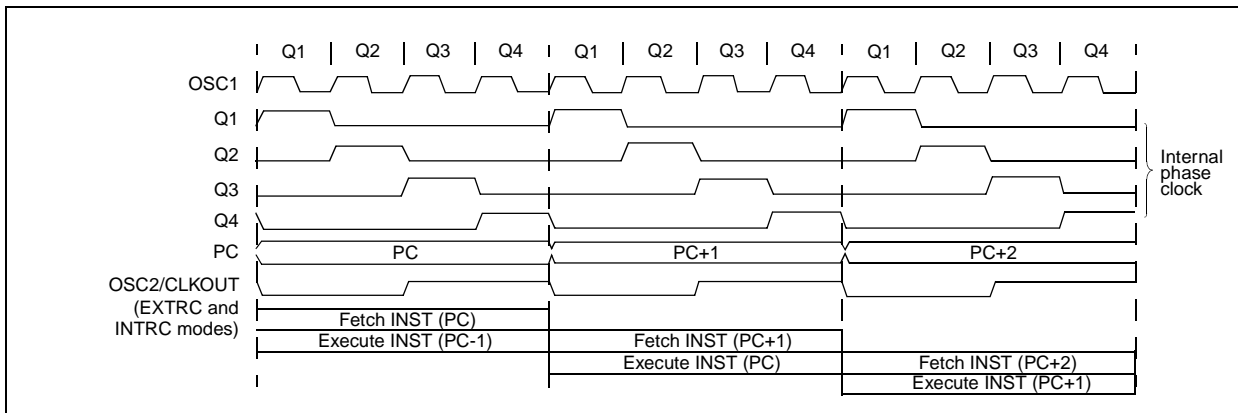 Q1 Q2 Q3 Q4 Q1 Q2 Q3 Q4 Q1 Q2 Q3 Q4
OSC1
Q1
Q2
Q3
Q4
Internal
phase
clock
PC PC PC+1 PC+2
OSC2/CLKOUT
(EXTRC and
INTRC modes)
Fetch INST (PC)
Execute INST (PC-1) Fetch INST (PC+1)
Execute INST (PC) Fetch INST (PC+2)
Execute INST (PC+1)